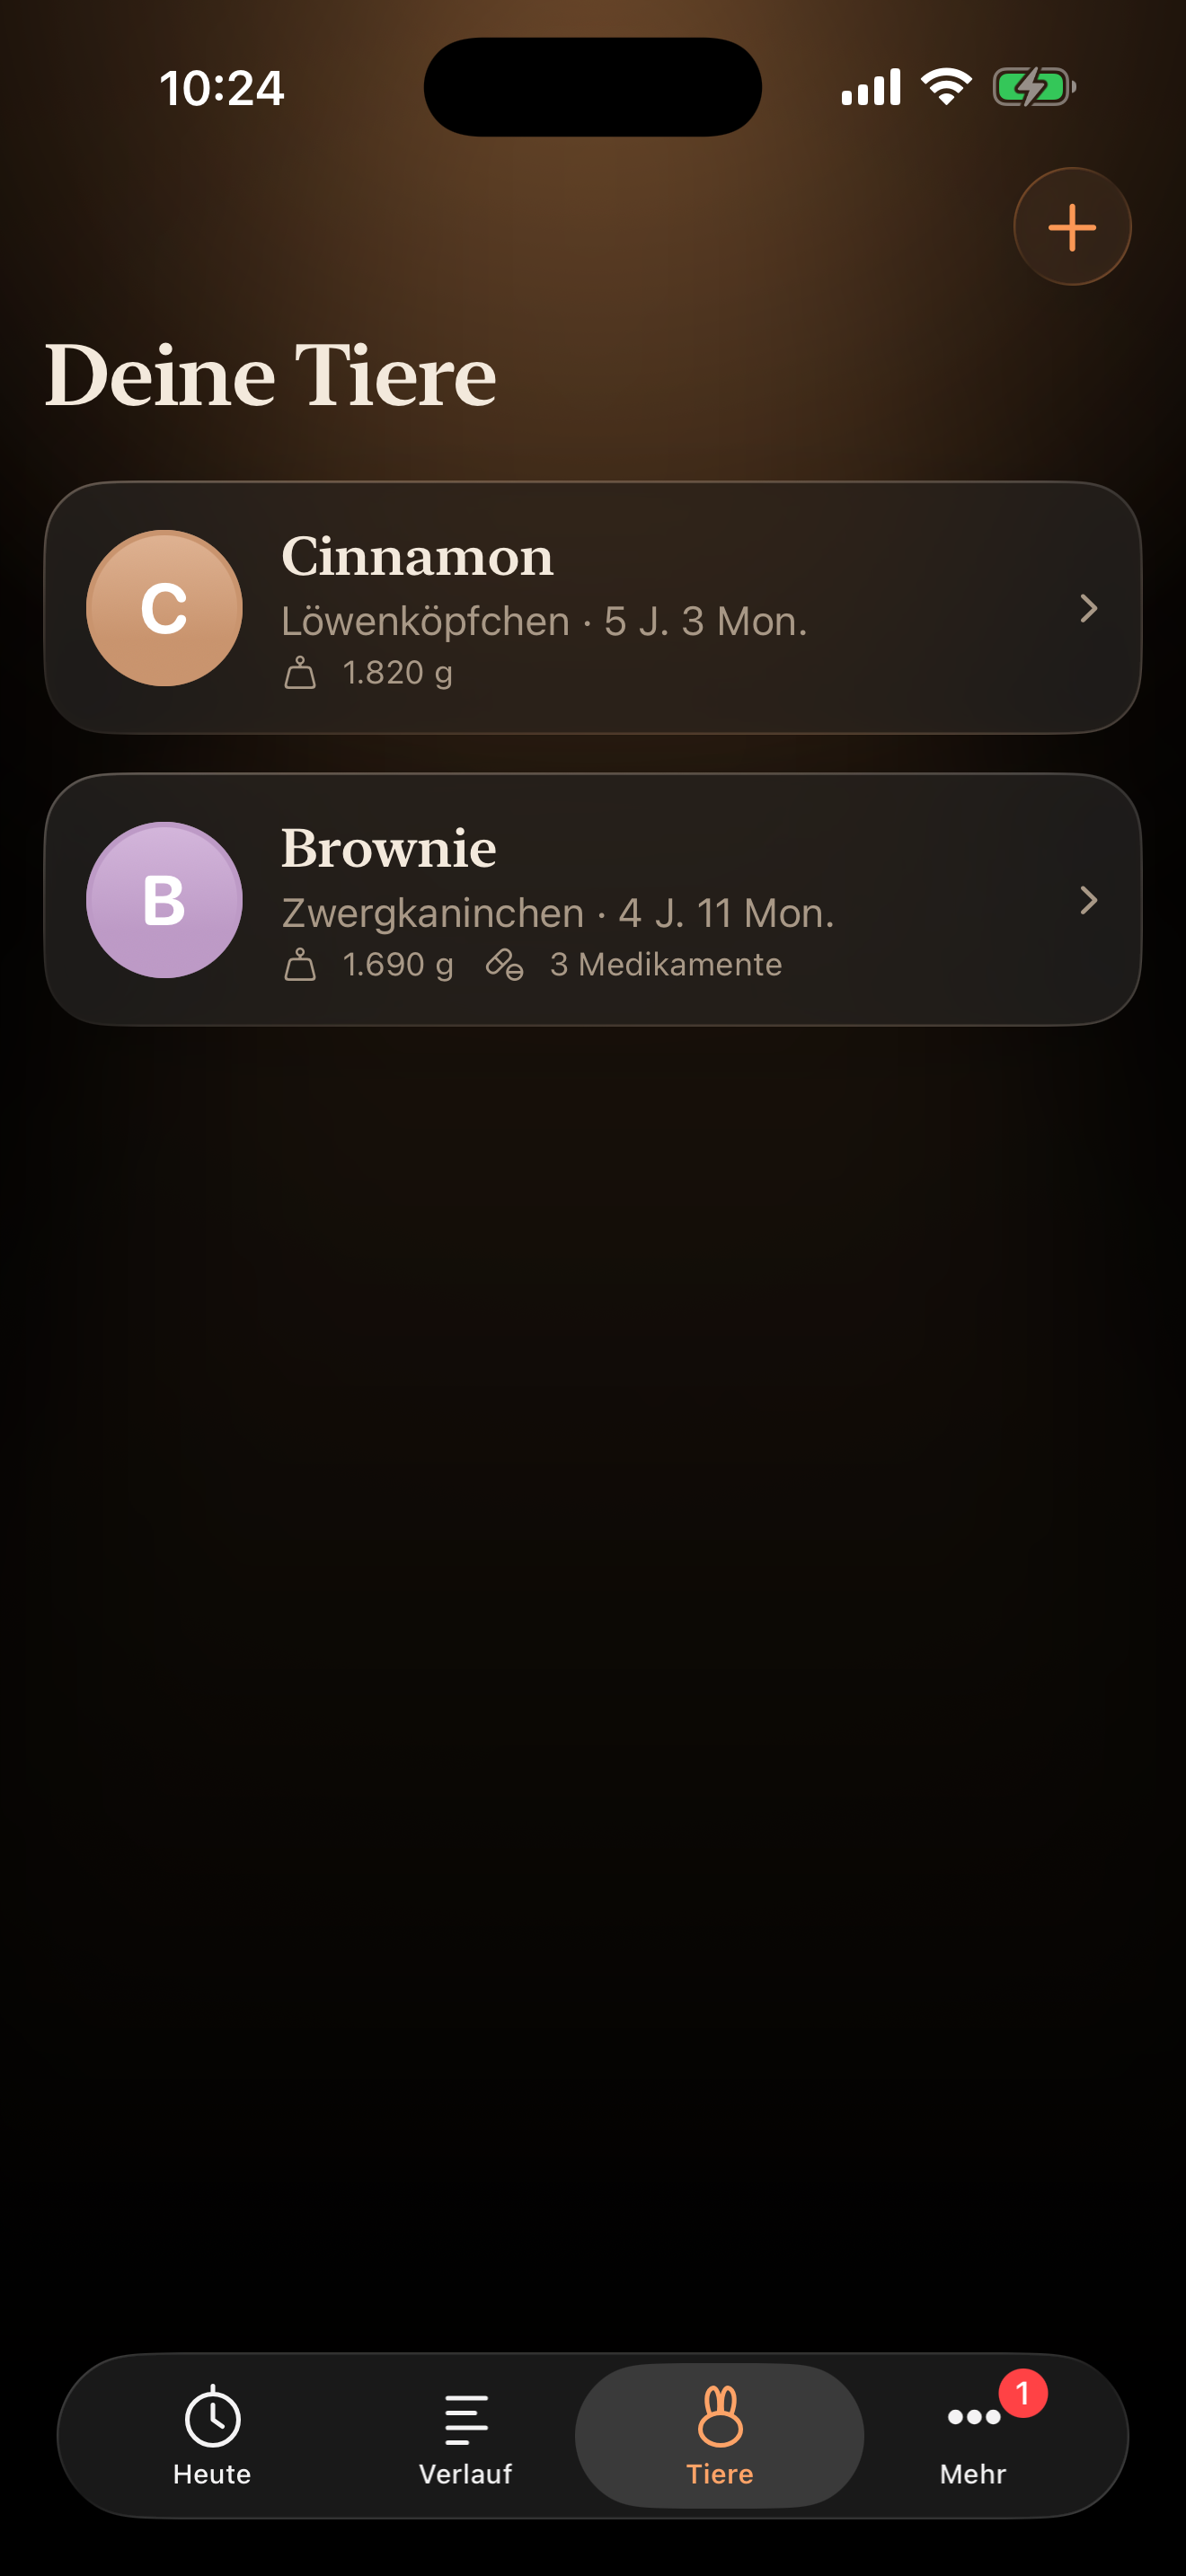 10:24
Deine Tiere
C
Cinnamon
Löwenköpfchen · 5 J. 3 Mon.
1.820 g
B
Brownie
Zwergkaninchen · 4 J. 11 Mon.
1.690 g 3 Medikamente
1
Heute Verlauf Tiere Mehr